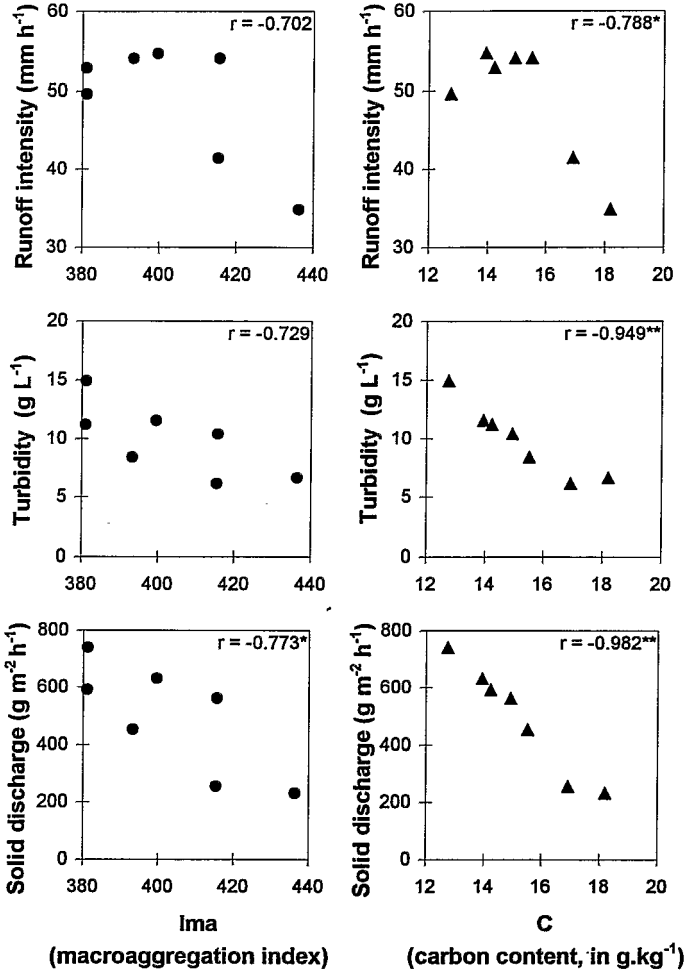 Runoff intensity (mm h⁻¹)
60
50
40
30
r = -0.702
380 400 420 440
Runoff intensity (mm h⁻¹)
60
50
40
30
r = -0.788*
12 14 16 18 20
Turbidity (g L⁻¹)
20
15
10
5
0
r = -0.729
380 400 420 440
Turbidity (g L⁻¹)
20
15
10
5
0
r = -0.949**
12 14 16 18 20
Solid discharge (g m⁻² h⁻¹)
800
600
400
200
0
r = -0.773*
380 400 420 440
Ima
(macroaggregation index)
Solid discharge (g m⁻² h⁻¹)
800
600
400
200
0
r = -0.982**
12 14 16 18 20
C
(carbon content, in g.kg⁻¹)